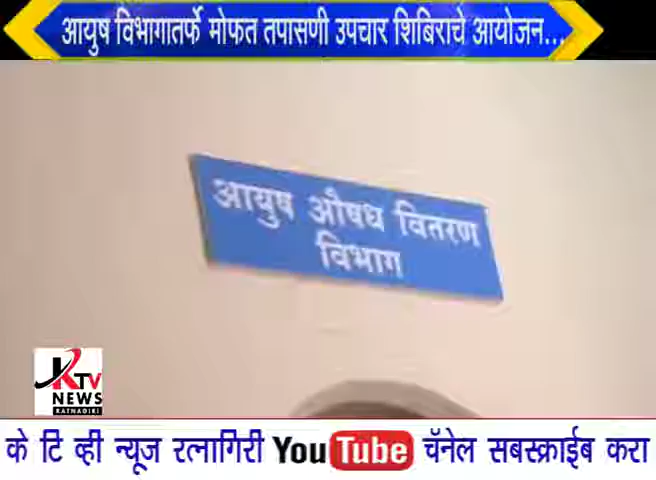 आयुष विभागातर्फे मोफत तपासणी उपचार शिबिराचे आयोजन...
आयुष औषध वितरण
विभाग
KTV
NEWS
RATNAGIRI
के टि व्ही न्यूज रत्नागिरी YouTube चॅनेल सबस्क्राईब करा